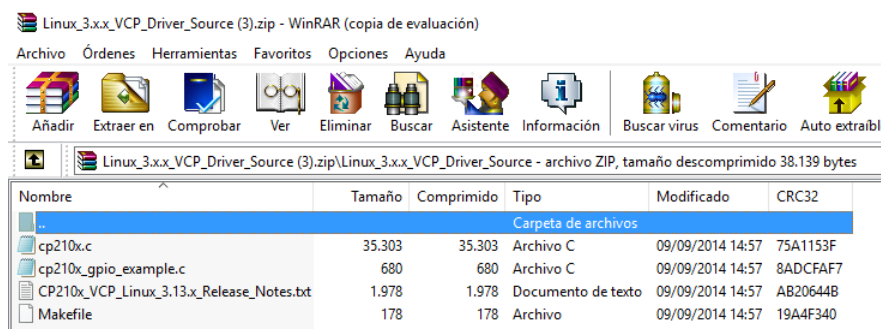 Linux_3.x.x_VCP_Driver_Source (3).zip - WinRAR (copia de evaluación)
Archivo Órdenes Herramientas Favoritos Opciones Ayuda
Añadir Extraer en Comprobar Ver Eliminar Buscar Asistente Información Buscar virus Comentario Auto extraíbl
Linux_3.x.x_VCP_Driver_Source (3).zip\Linux_3.x.x_VCP_Driver_Source - archivo ZIP, tamaño descomprimido 38.139 bytes
Nombre Tamaño Comprimido Tipo Modificado CRC32
.. Carpeta de archivos
cp210x.c 35.303 35.303 Archivo C 09/09/2014 14:57 75A1153F
cp210x_gpio_example.c 680 680 Archivo C 09/09/2014 14:57 8ADCFAF7
CP210x_VCP_Linux_3.13.x_Release_Notes.txt 1.978 1.978 Documento de texto 09/09/2014 14:57 AB20644B
Makefile 178 178 Archivo 09/09/2014 14:57 19A4F340